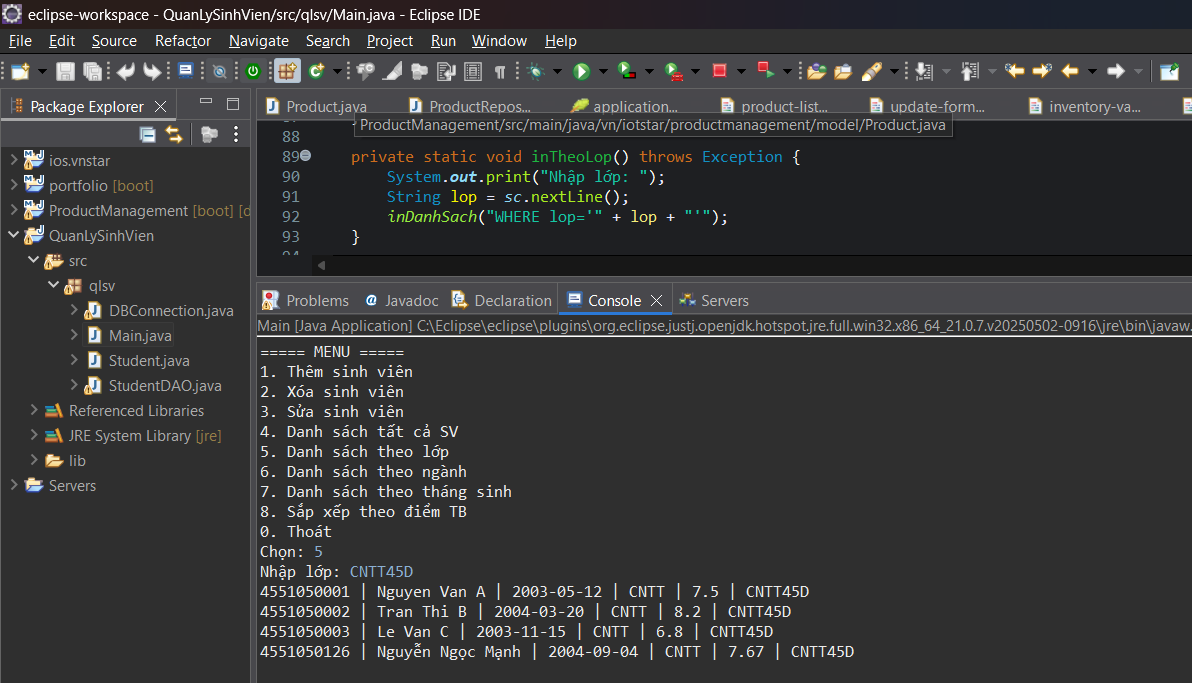 eclipse-workspace - QuanLySinhVien/src/qlsv/Main.java - Eclipse IDE
File Edit Source Refactor Navigate Search Project Run Window Help
Package Explorer
Product.java ProductRepos... application... product-list... update-form... inventory-va...
ProductManagement/src/main/java/vn/iotstar/productmanagement/model/Product.java
ios.vnstar
portfolio [boot]
ProductManagement [boot] [d
QuanLySinhVien
src
qlsv
DBConnection.java
Main.java
Student.java
StudentDAO.java
Referenced Libraries
JRE System Library [jre]
lib
Servers
88
89 private static void inTheoLop() throws Exception {
90 System.out.print("Nhập lớp: ");
91 String lop = sc.nextLine();
92 inDanhSach("WHERE lop='" + lop + "'");
93 }
Problems Javadoc Declaration Console Servers
Main [Java Application] C:\Eclipse\eclipse\plugins\org.eclipse.justj.openjdk.hotspot.jre.full.win32.x86_64_21.0.7.v20250502-0916\jre\bin\javaw.
===== MENU =====
1. Thêm sinh viên
2. Xóa sinh viên
3. Sửa sinh viên
4. Danh sách tất cả SV
5. Danh sách theo lớp
6. Danh sách theo ngành
7. Danh sách theo tháng sinh
8. Sắp xếp theo điểm TB
0. Thoát
Chọn: 5
Nhập lớp: CNTT45D
4551050001 | Nguyen Van A | 2003-05-12 | CNTT | 7.5 | CNTT45D
4551050002 | Tran Thi B | 2004-03-20 | CNTT | 8.2 | CNTT45D
4551050003 | Le Van C | 2003-11-15 | CNTT | 6.8 | CNTT45D
4551050126 | Nguyễn Ngọc Mạnh | 2004-09-04 | CNTT | 7.67 | CNTT45D